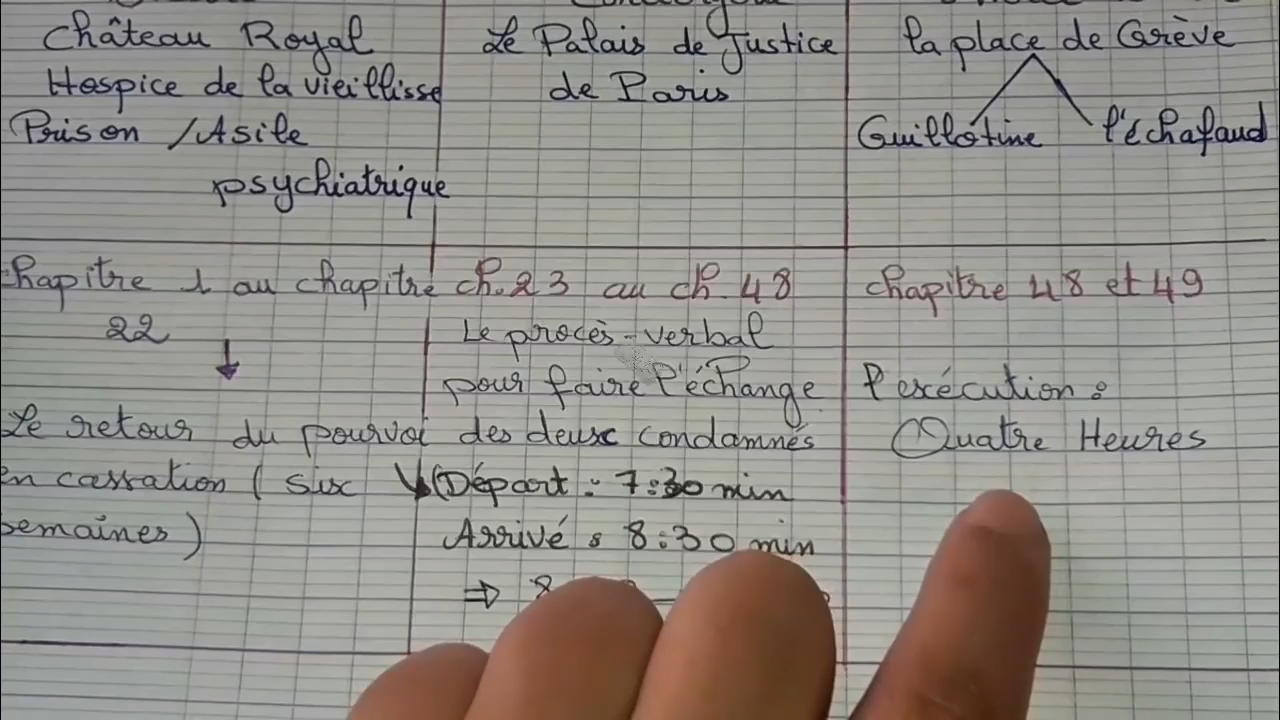 Château Royal
Hospice de la vieillisse
Prison / Asile
psychiatrique
Le Palais de Justice
de Paris
la place de Grève
Guillotine l'échafaud
chapitre 1 au chapitre
22
Le retour du pourvoi
en cassation ( six
semaines )
ch. 23 au ch. 48
Le procès-verbal
pour faire l'échange
des deux condamnés
(Départ : 7:30 min
Arrivé : 8:30 min
⇒ 8
chapitre 48 et 49
l'exécution :
Quatre Heures